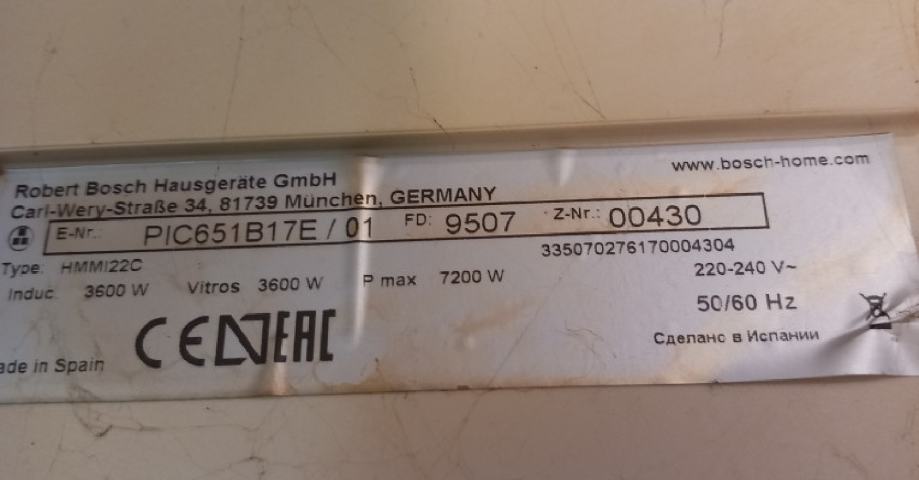 www.bosch-home.com
Robert Bosch Hausgeräte GmbH
Carl-Wery-Straße 34, 81739 München, GERMANY
E-Nr.: PIC651B17E / 01 FD: 9507 Z-Nr.: 00430
335070276170004304
Type: HMMI22C 220-240 V~
Induc. 3600 W Vitros 3600 W P max 7200 W
50/60 Hz
CE N EAC
Сделано в Испании
ade in Spain